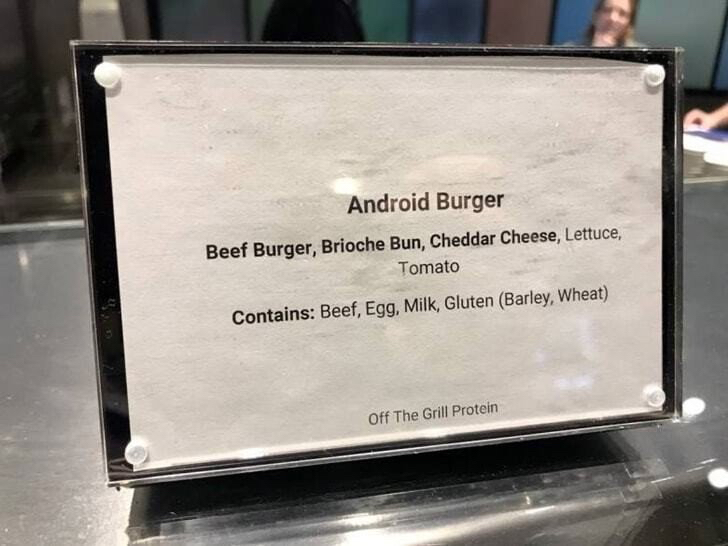 Android Burger
Beef Burger, Brioche Bun, Cheddar Cheese, Lettuce,
Tomato
Contains: Beef, Egg, Milk, Gluten (Barley, Wheat)
Off The Grill Protein